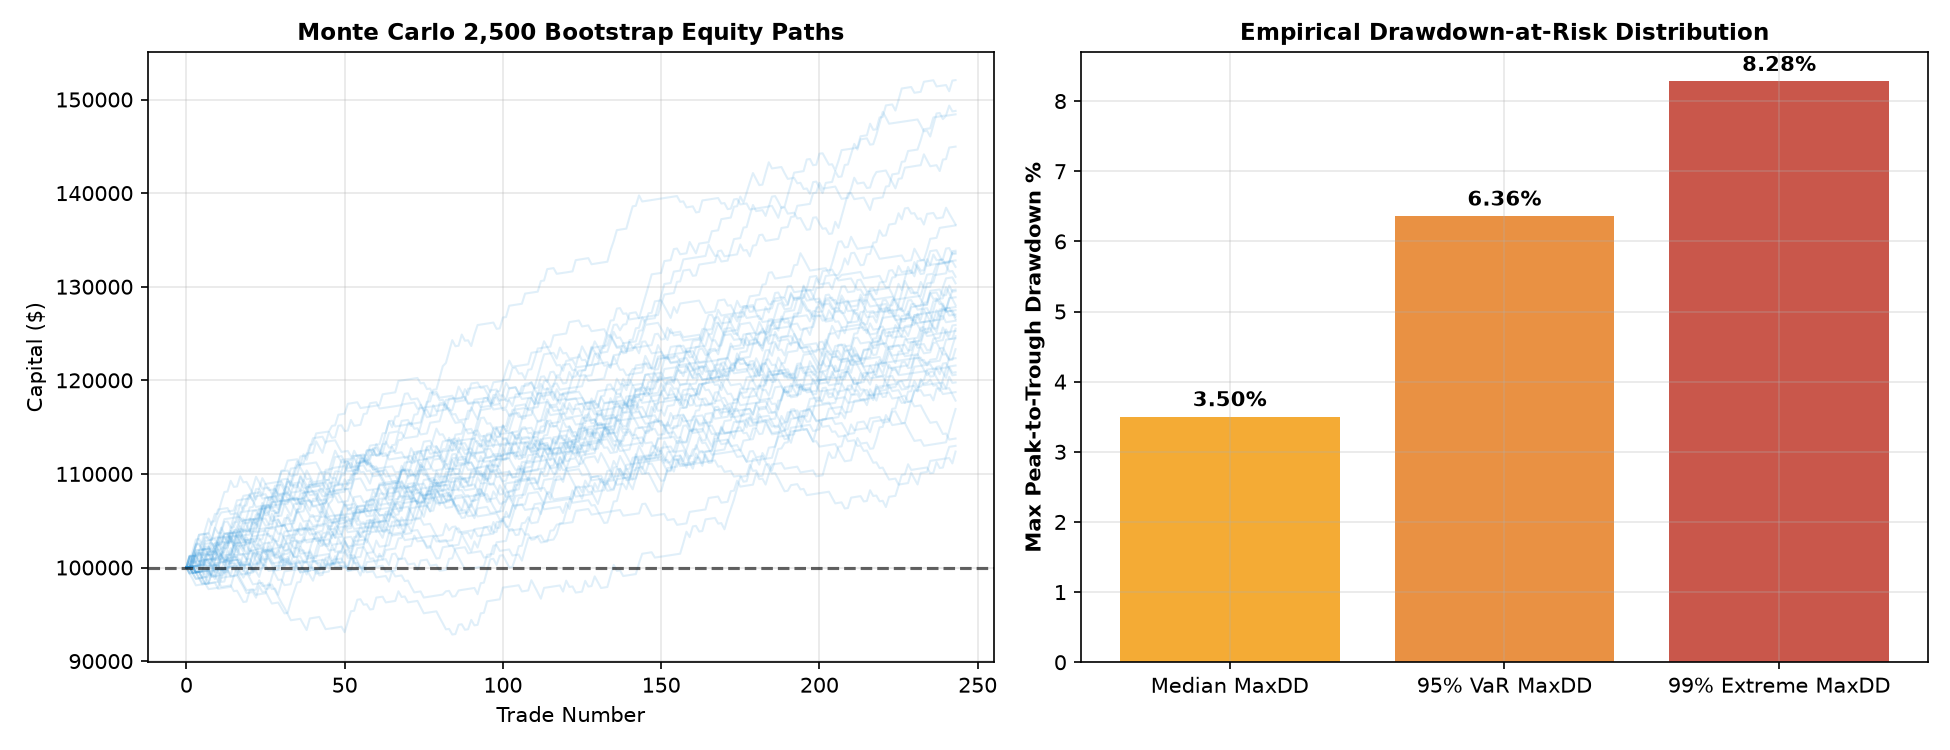 Monte Carlo 2,500 Bootstrap Equity Paths
Capital ($)
150000
140000
130000
120000
110000
100000
90000
0 50 100 150 200 250
Trade Number
Empirical Drawdown-at-Risk Distribution
Max Peak-to-Trough Drawdown %
8
7
6
5
4
3
2
1
0
3.50%
6.36%
8.28%
Median MaxDD
95% VaR MaxDD
99% Extreme MaxDD